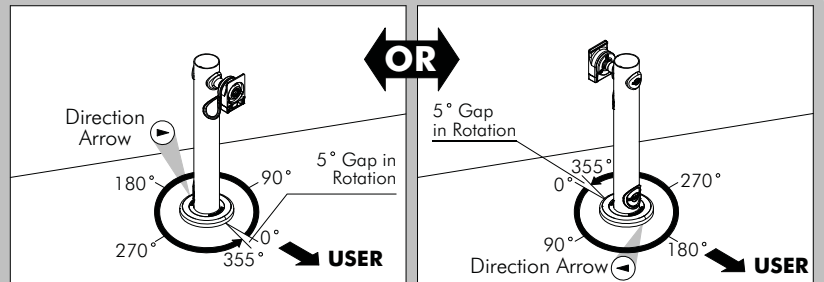 OR
Direction
Arrow
5° Gap in
Rotation
180°
90°
270°
0°
355°
USER
5° Gap
in Rotation
355°
0°
270°
90°
180°
Direction Arrow
USER